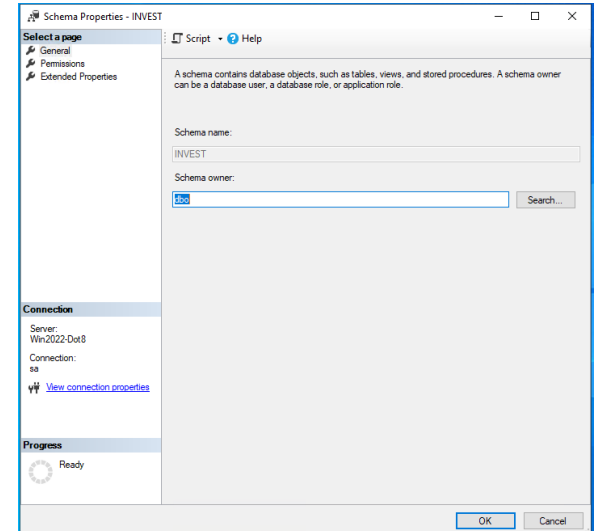 Schema Properties - INVEST
Select a page
General
Permissions
Extended Properties
Script
Help
A schema contains database objects, such as tables, views, and stored procedures. A schema owner
can be a database user, a database role, or application role.
Schema name:
INVEST
Schema owner:
dbo
Search...
Connection
Server:
Win2022-Dot8
Connection:
sa
View connection properties
Progress
Ready
OK
Cancel